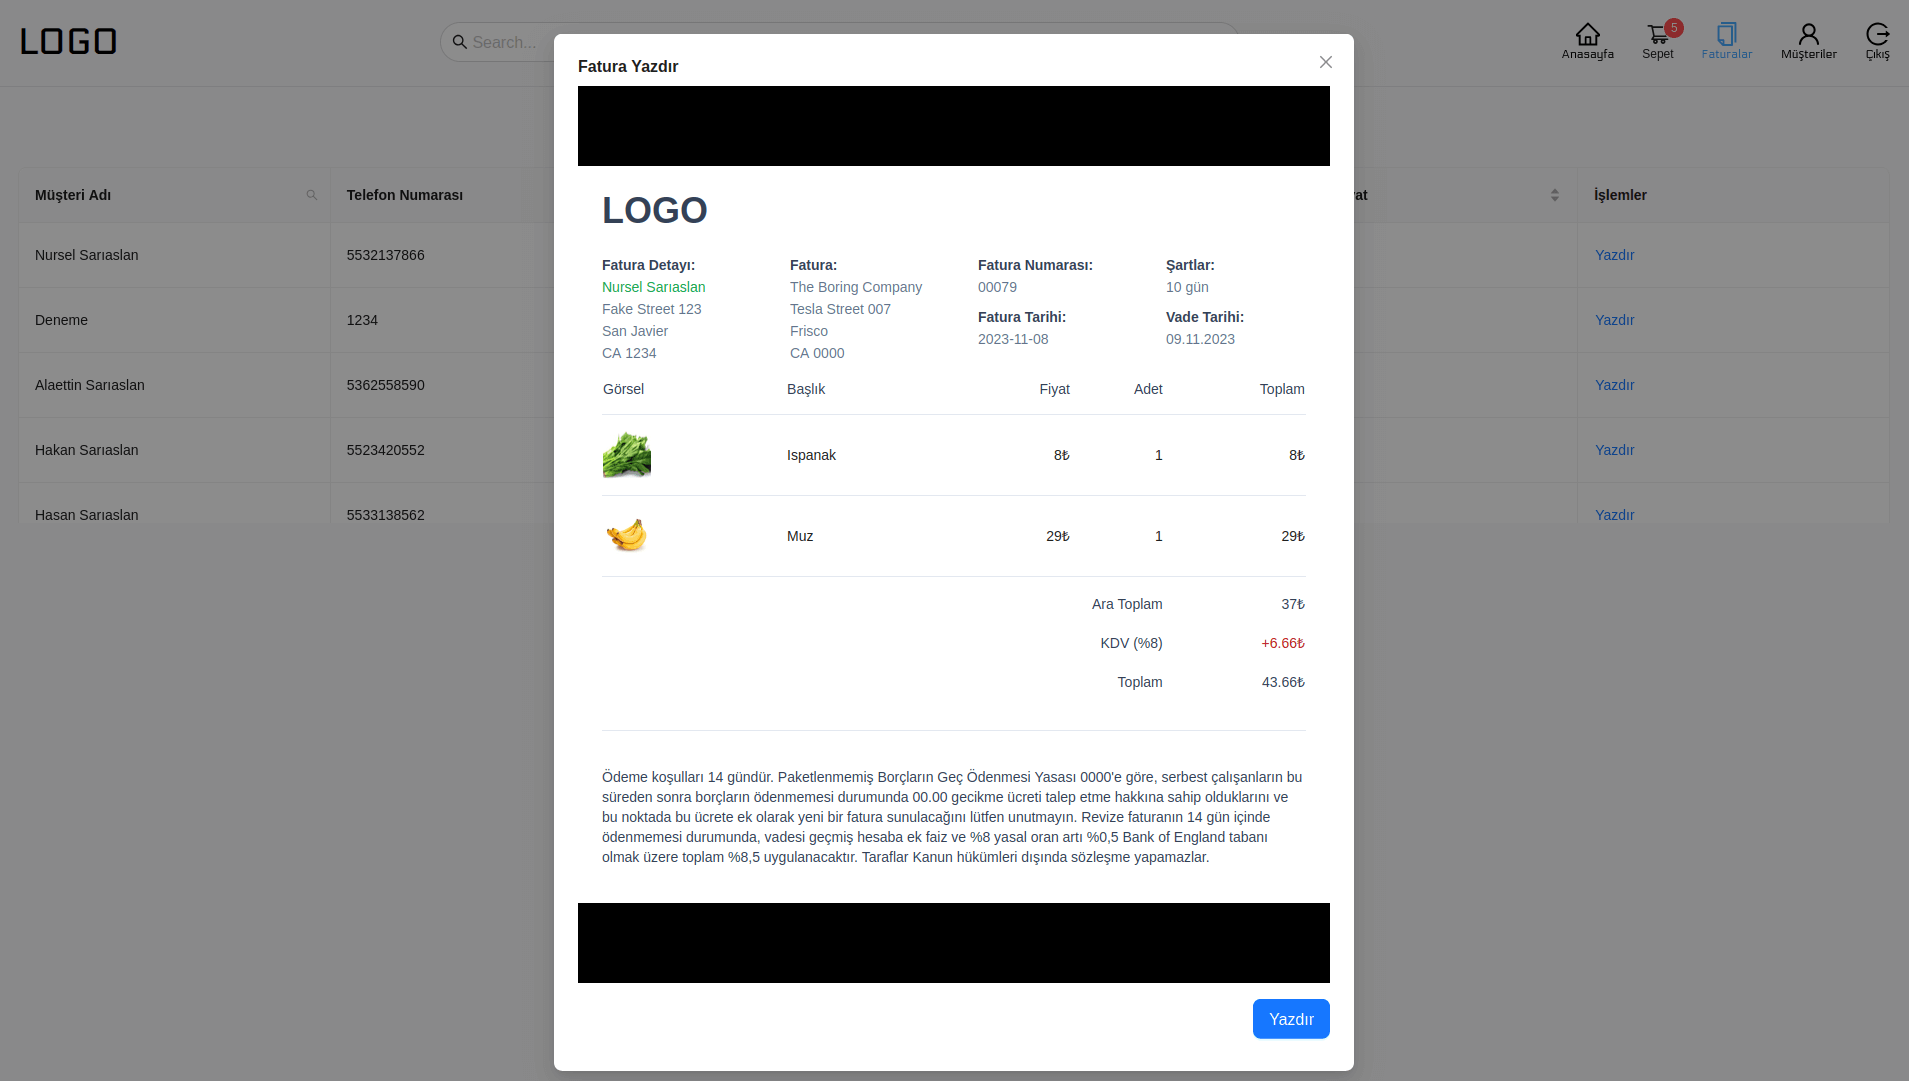 LOGO
Search...
Anasayfa
5
Sepet
Faturalar
Müşteriler
Çıkış
Müşteri Adı
Telefon Numarası
at
İşlemler
Nursel Sarıaslan
5532137866
Yazdır
Deneme
1234
Yazdır
Alaettin Sarıaslan
5362558590
Yazdır
Hakan Sarıaslan
5523420552
Yazdır
Hasan Sarıaslan
5533138562
Yazdır
Fatura Yazdır
LOGO
Fatura Detayı:
Nursel Sarıaslan
Fake Street 123
San Javier
CA 1234
Fatura:
The Boring Company
Tesla Street 007
Frisco
CA 0000
Fatura Numarası:
00079
Fatura Tarihi:
2023-11-08
Şartlar:
10 gün
Vade Tarihi:
09.11.2023
Görsel Başlık Fiyat Adet Toplam
Ispanak 8₺ 1 8₺
Muz 29₺ 1 29₺
Ara Toplam 37₺
KDV (%8) +6.66₺
Toplam 43.66₺
Ödeme koşulları 14 gündür. Paketlenmemiş Borçların Geç Ödenmesi Yasası 0000'e göre, serbest çalışanların bu
süreden sonra borçların ödenmemesi durumunda 00.00 gecikme ücreti talep etme hakkına sahip olduklarını ve
bu noktada bu ücrete ek olarak yeni bir fatura sunulacağını lütfen unutmayın. Revize faturanın 14 gün içinde
ödenmemesi durumunda, vadesi geçmiş hesaba ek faiz ve %8 yasal oran artı %0,5 Bank of England tabanı
olmak üzere toplam %8,5 uygulanacaktır. Taraflar Kanun hükümleri dışında sözleşme yapamazlar.
Yazdır